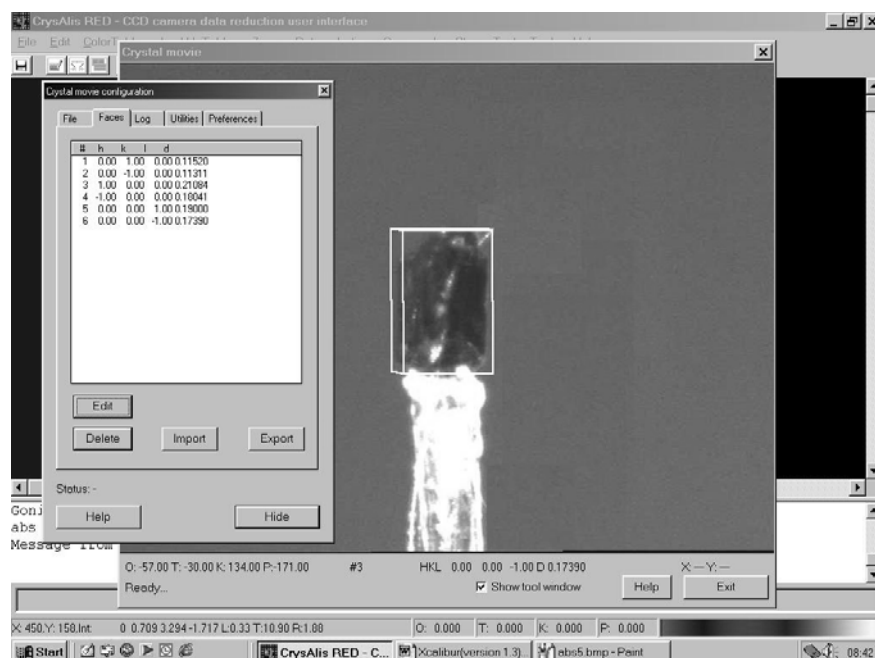 CrysAlis RED - CCD camera data reduction user interface
File Edit
Crystal movie
Crystal movie configuration
File Faces Log Utilities Preferences
# h k l d
1 0.00 1.00 0.00 0.11520
2 0.00 -1.00 0.00 0.11311
3 1.00 0.00 0.00 0.21084
4 -1.00 0.00 0.00 0.18041
5 0.00 0.00 1.00 0.19000
6 0.00 0.00 -1.00 0.17390
Edit
Delete Import Export
Status: -
Help Hide
Goni
abs
Message from
O: -57.00 T: -30.00 K: 134.00 P:-171.00 #3 HKL 0.00 0.00 -1.00 D 0.17390 X: -- Y: --
Ready... Show tool window Help Exit
X: 450.Y: 158.Int: 0 0.709 3.294 -1.717 L:0.33 T:10.90 R:1.88 O: 0.000 T: 0.000 K: 0.000 P: 0.000
Start CrysAlis RED - C... Xcalibur(version 1.3)... abs5.bmp - Paint 08:42